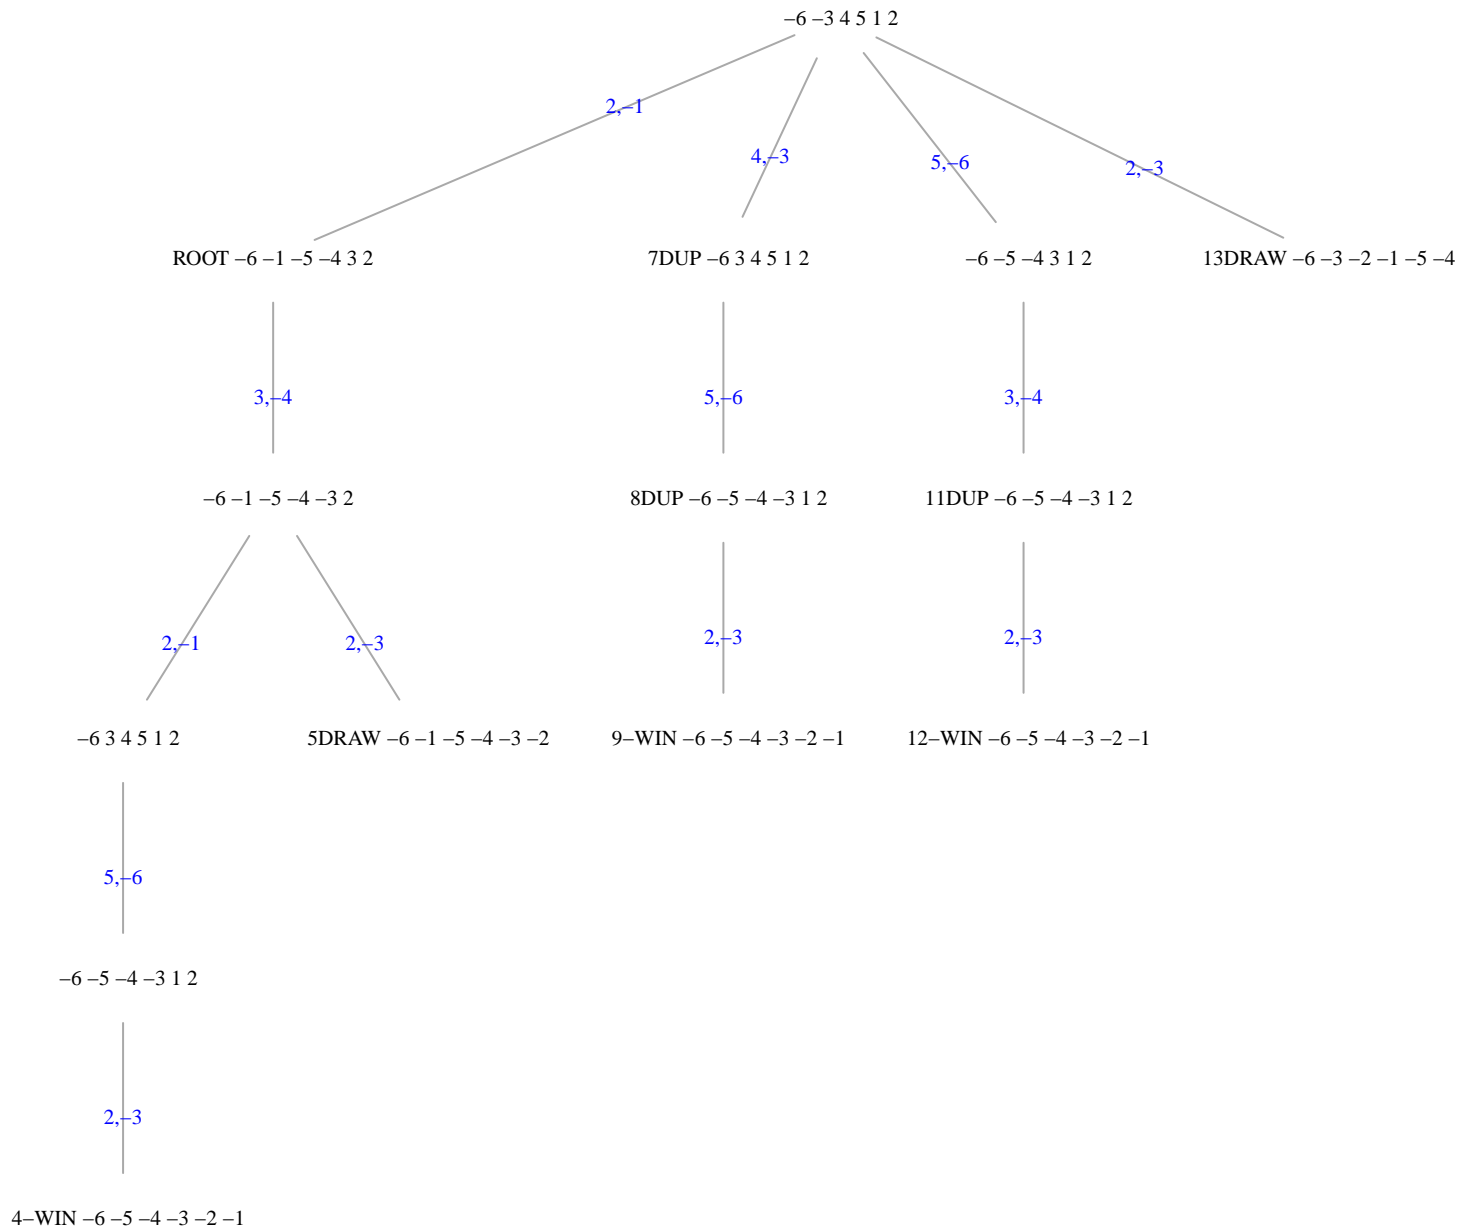 −6 −3 4 5 1 2
2,−1
4,−3
5,−6
2,−3
ROOT −6 −1 −5 −4 3 2
7DUP −6 3 4 5 1 2
−6 −5 −4 3 1 2
13DRAW −6 −3 −2 −1 −5 −4
3,−4
5,−6
3,−4
−6 −1 −5 −4 −3 2
8DUP −6 −5 −4 −3 1 2
11DUP −6 −5 −4 −3 1 2
2,−1
2,−3
2,−3
2,−3
−6 3 4 5 1 2
5DRAW −6 −1 −5 −4 −3 −2
9−WIN −6 −5 −4 −3 −2 −1
12−WIN −6 −5 −4 −3 −2 −1
5,−6
−6 −5 −4 −3 1 2
2,−3
4−WIN −6 −5 −4 −3 −2 −1